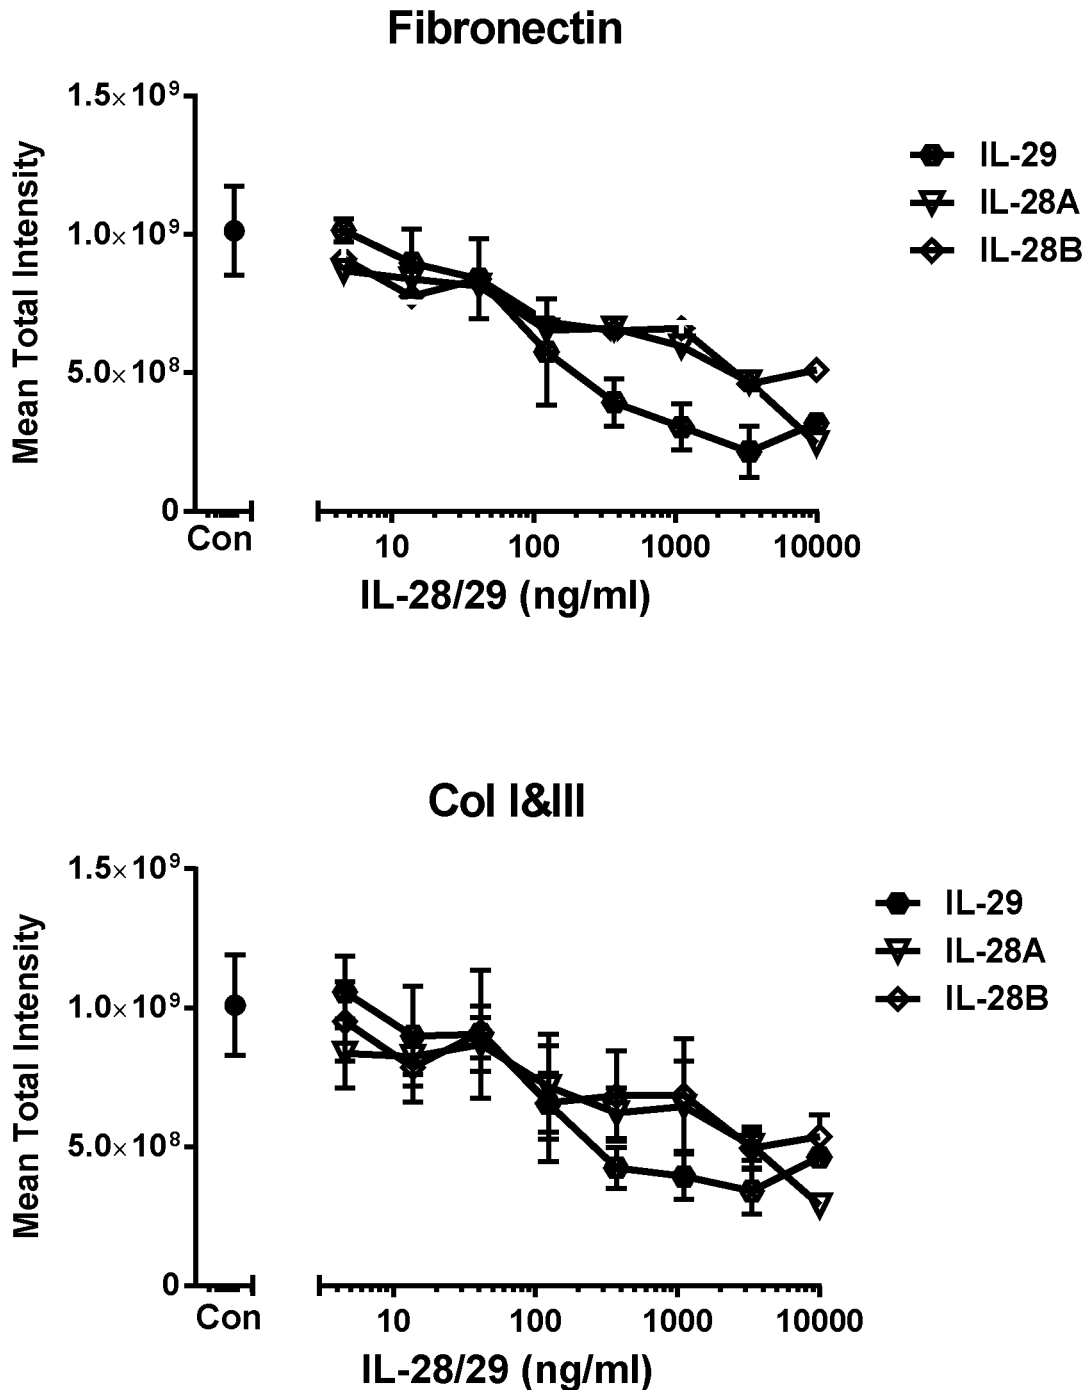 Fibronectin
1.5× 10⁹
1.0× 10⁹
5.0× 10⁸
0
Mean Total Intensity
Con
10
100
1000
10000
IL-28/29 (ng/ml)
IL-29
IL-28A
IL-28B
Col I&III
1.5× 10⁹
1.0× 10⁹
5.0× 10⁸
0
Mean Total Intensity
Con
10
100
1000
10000
IL-28/29 (ng/ml)
IL-29
IL-28A
IL-28B